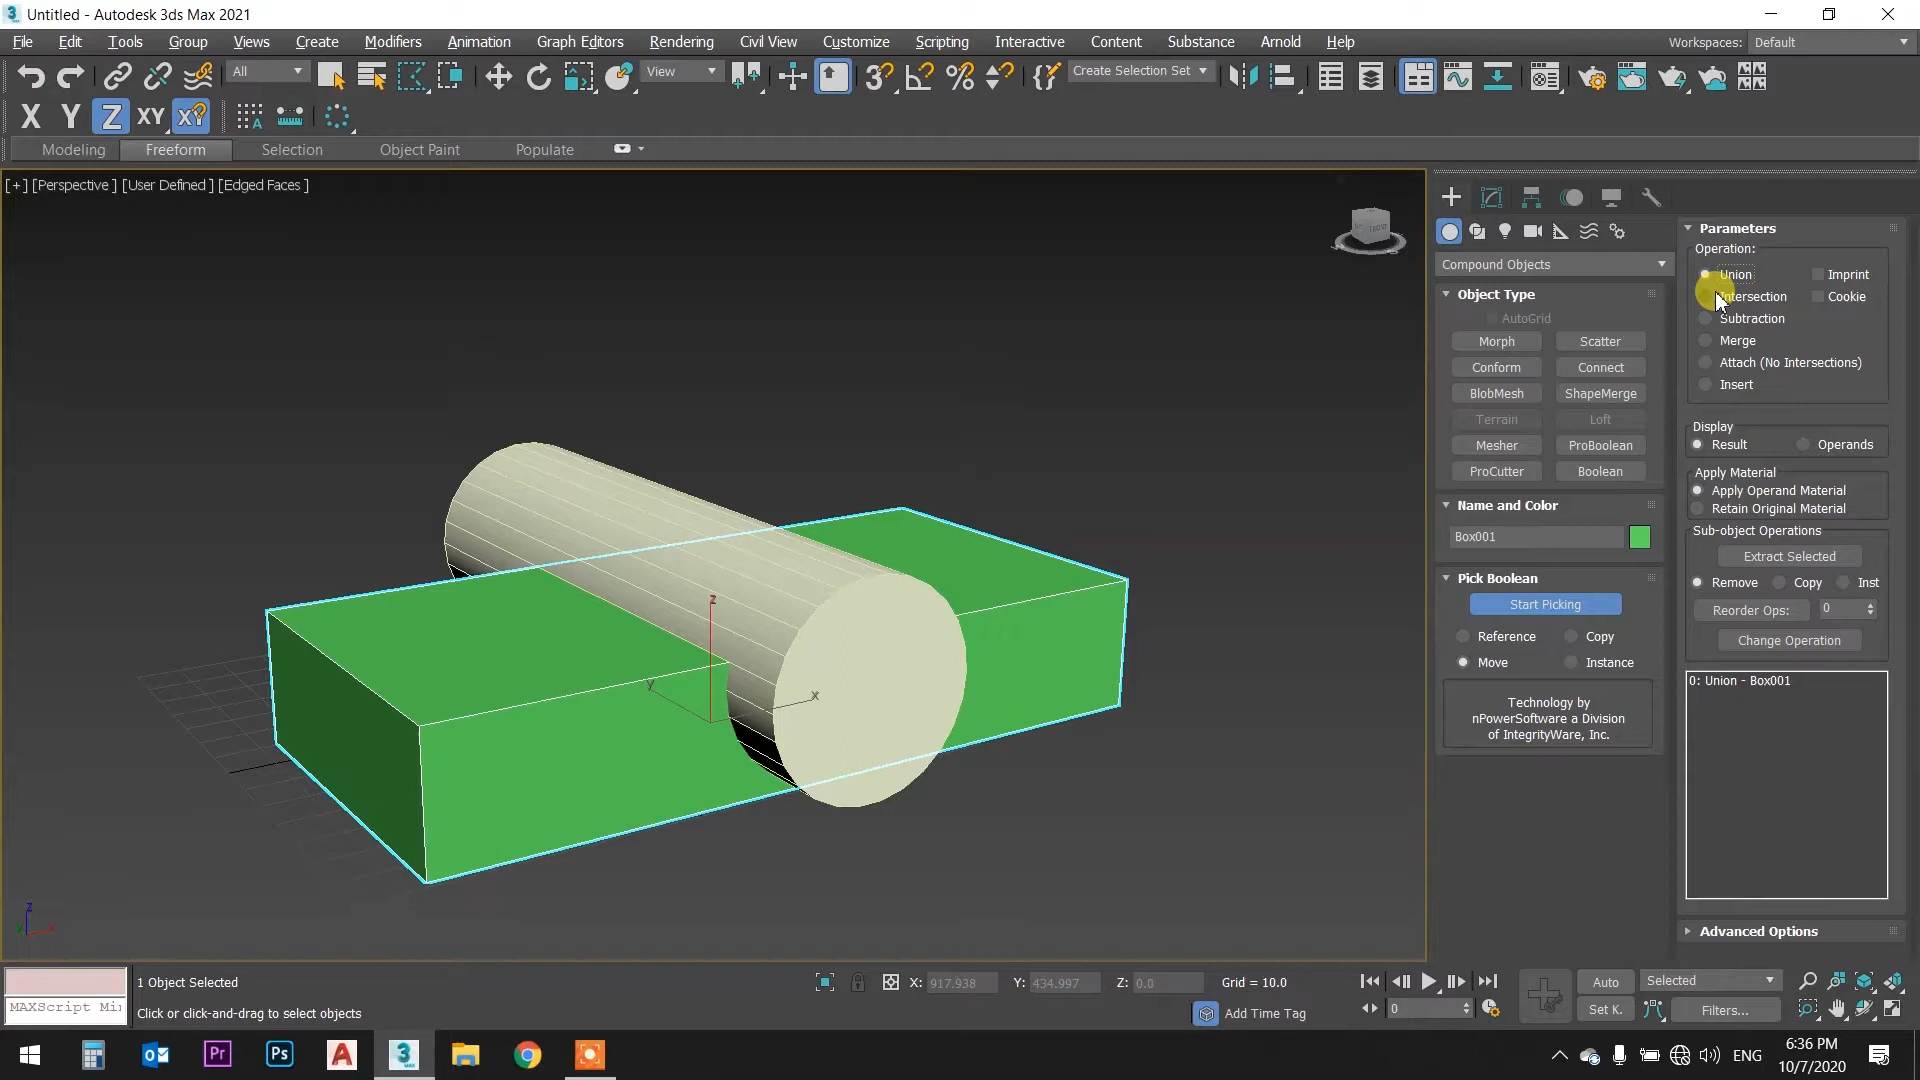 Untitled - Autodesk 3ds Max 2021
File Edit Tools Group Views Create Modifiers Animation Graph Editors Rendering Civil View Customize Scripting Interactive Content Substance Arnold Help Workspaces: Default
All View Create Selection Set
X Y Z XY
Modeling Freeform Selection Object Paint Populate
[+] [Perspective ] [User Defined ] [Edged Faces ]
Compound Objects
Object Type
AutoGrid
Morph Scatter
Conform Connect
BlobMesh ShapeMerge
Terrain Loft
Mesher ProBoolean
ProCutter Boolean
Name and Color
Box001
Pick Boolean
Start Picking
Reference Copy
Move Instance
Technology by
nPowerSoftware a Division
of IntegrityWare, Inc.
Parameters
Operation:
Union Imprint
Intersection Cookie
Subtraction
Merge
Attach (No Intersections)
Insert
Display
Result Operands
Apply Material
Apply Operand Material
Retain Original Material
Sub-object Operations
Extract Selected
Remove Copy Inst
Reorder Ops: 0
Change Operation
0: Union - Box001
Advanced Options
z
y
x
z
1 Object Selected X: 917.938 Y: 434.997 Z: 0.0 Grid = 10.0 Auto Selected
MAXScript Mi
Click or click-and-drag to select objects Add Time Tag 0 Set K. Filters...
Pr Ps A 3 MAX
ENG
6:36 PM
10/7/2020